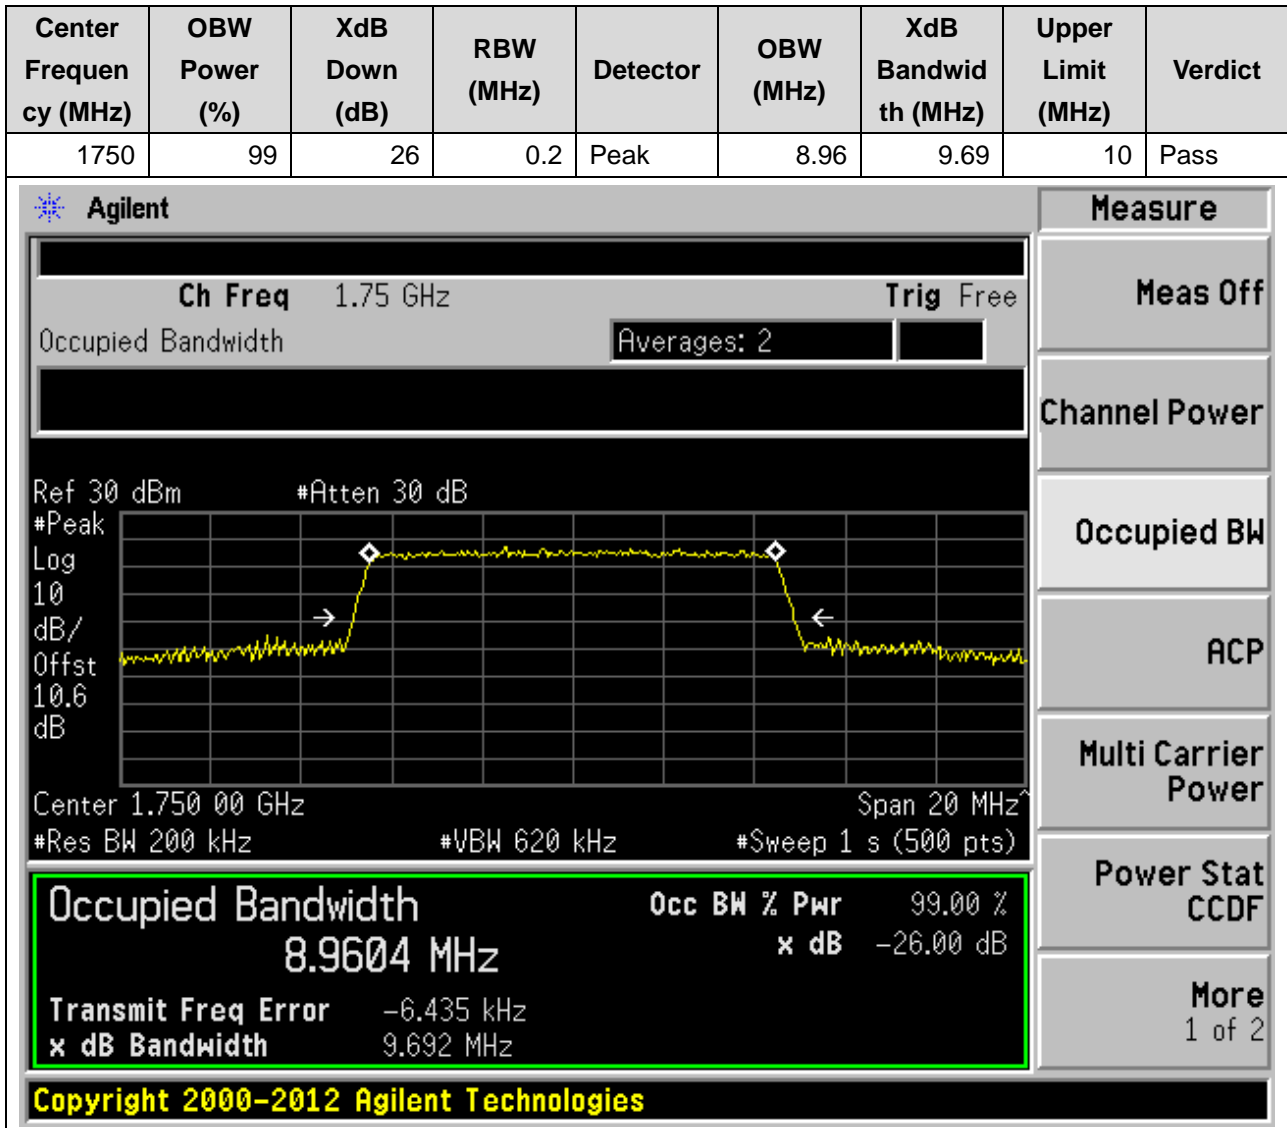 Center Frequen cy (MHz) OBW Power (%) XdB Down (dB) RBW (MHz) Detector OBW (MHz) XdB Bandwid th (MHz) Upper Limit (MHz) Verdict
1750 99 26 0.2 Peak 8.96 9.69 10 Pass
Agilent
Measure
Ch Freq 1.75 GHz Trig Free
Meas Off
Occupied Bandwidth Averages: 2
Channel Power
Ref 30 dBm #Atten 30 dB
#Peak
Log
10
dB/
Offst
10.6
dB
Occupied BW
ACP
Multi Carrier
Power
Center 1.750 00 GHz Span 20 MHz^
#Res BW 200 kHz #VBW 620 kHz #Sweep 1 s (500 pts)
Power Stat
CCDF
Occupied Bandwidth Occ BW % Pwr 99.00 %
8.9604 MHz x dB -26.00 dB
Transmit Freq Error -6.435 kHz
x dB Bandwidth 9.692 MHz
More
1 of 2
Copyright 2000-2012 Agilent Technologies